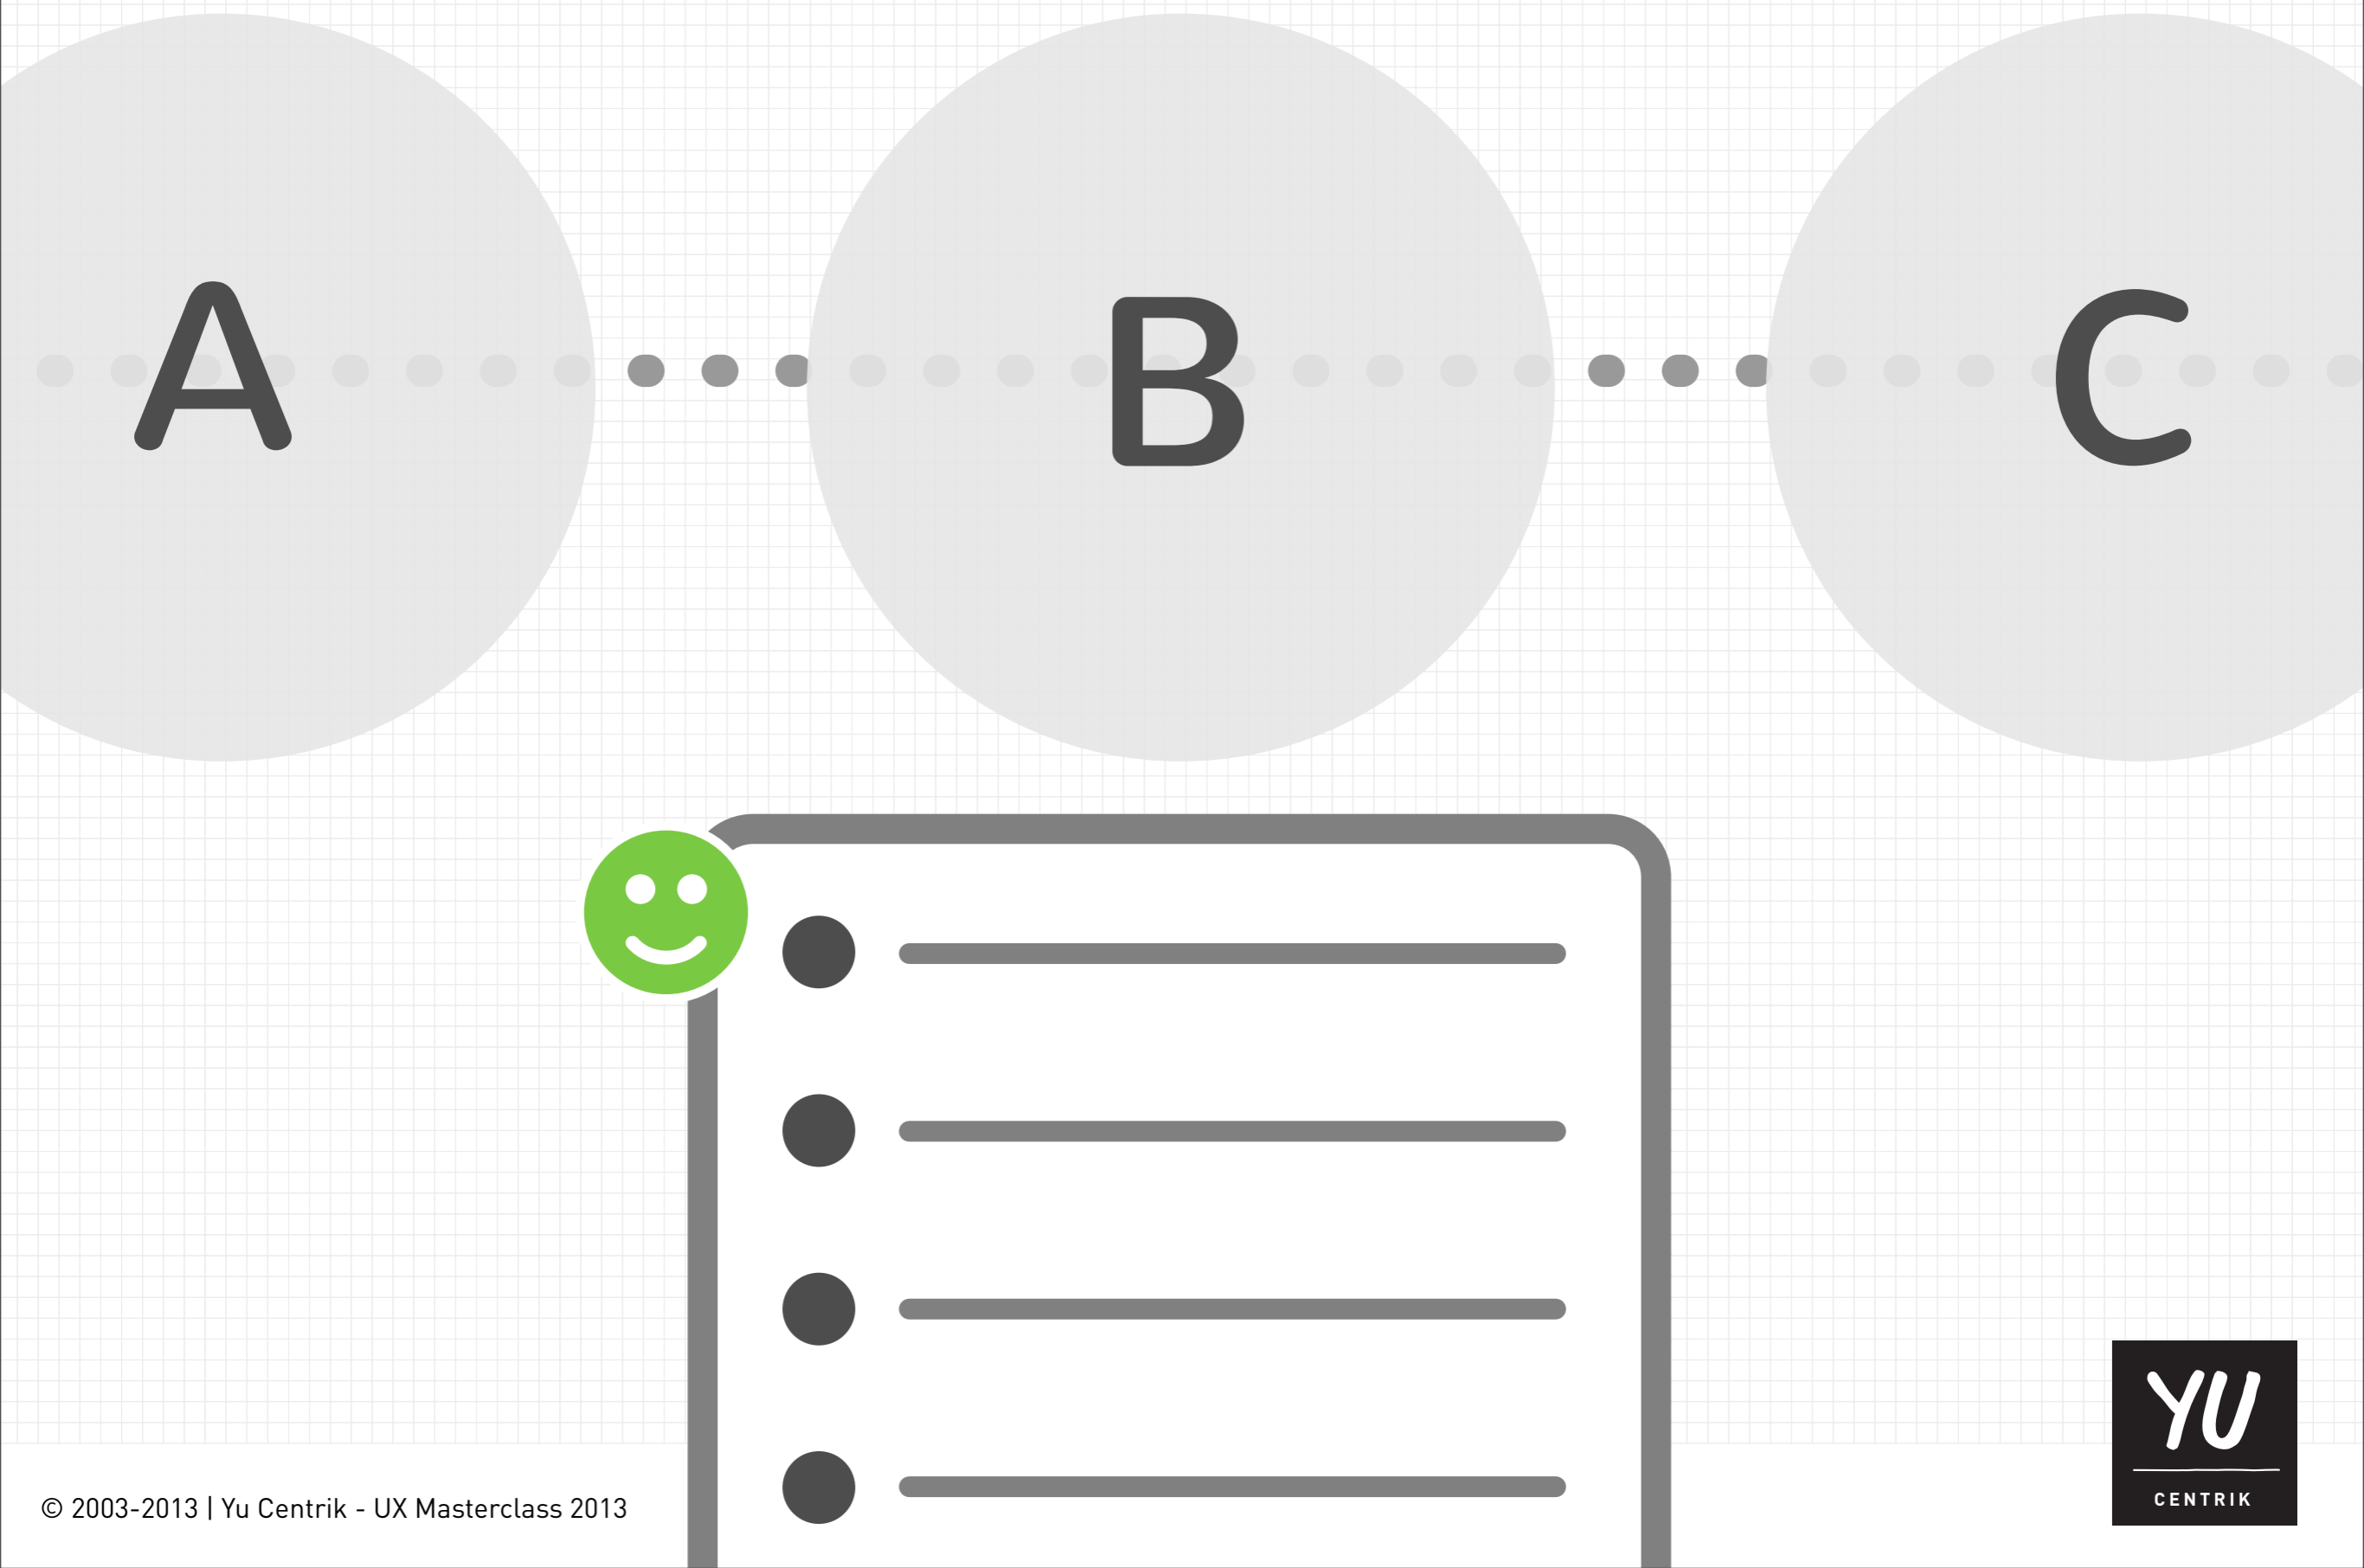 A
B
C
© 2003-2013 | Yu Centrik - UX Masterclass 2013
YU
CENTRIK